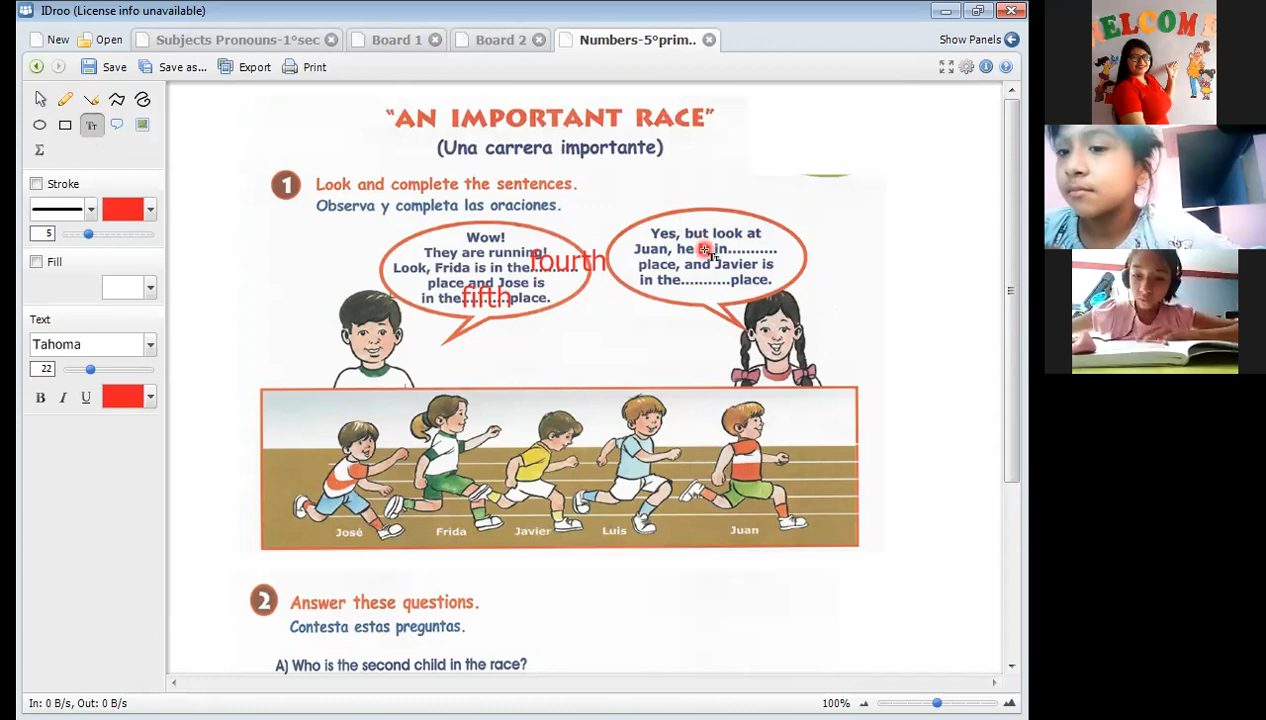 IDroo (License info unavailable)
New Open Subjects Pronouns-1°sec Board 1 Board 2 Numbers-5°prim.. Show Panels
Save Save as... Export Print
Tr
Σ
Stroke
5
Fill
Text
Tahoma
22
B I U
"AN IMPORTANT RACE"
(Una carrera importante)
1 Look and complete the sentences.
Observa y completa las oraciones.
Wow!
They are running!
Look, Frida is in the..........
place and Jose is
in the..........place.
fourth
fifth
Yes, but look at
Juan, he in...........
place, and Javier is
in the...........place.
José Frida Javier Luis Juan
2 Answer these questions.
Contesta estas preguntas.
A) Who is the second child in the race?
In: 0 B/s, Out: 0 B/s
100%
WELCOME